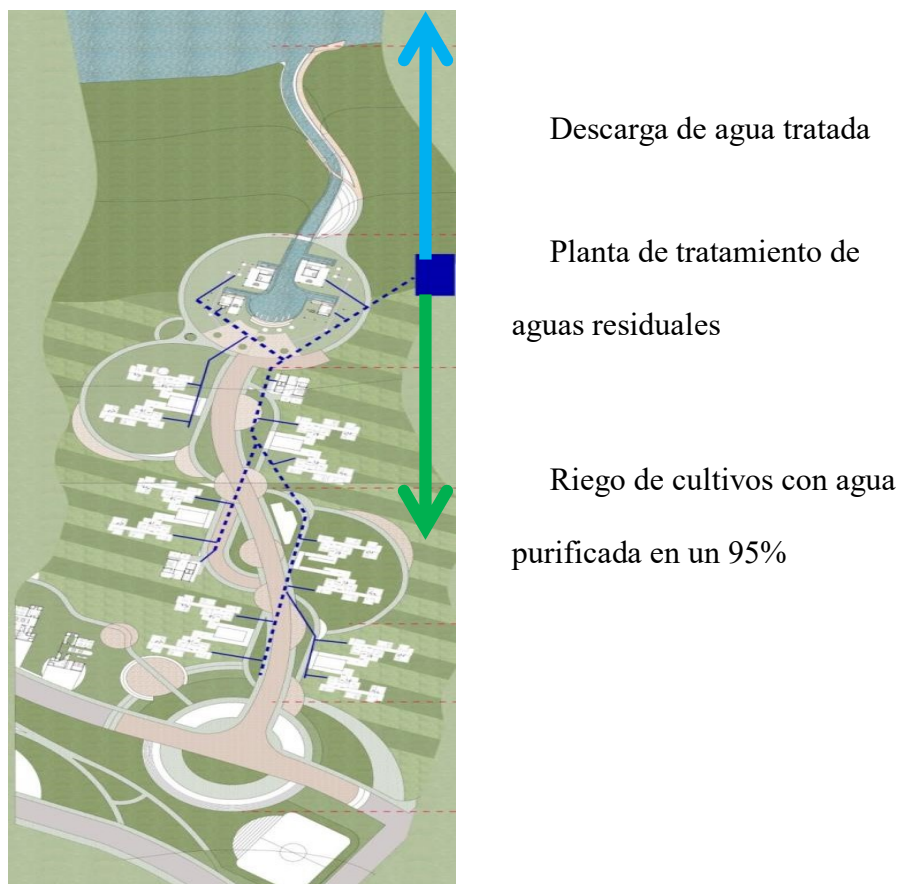 Descarga de agua tratada
Planta de tratamiento de
aguas residuales
Riego de cultivos con agua
purificada en un 95%